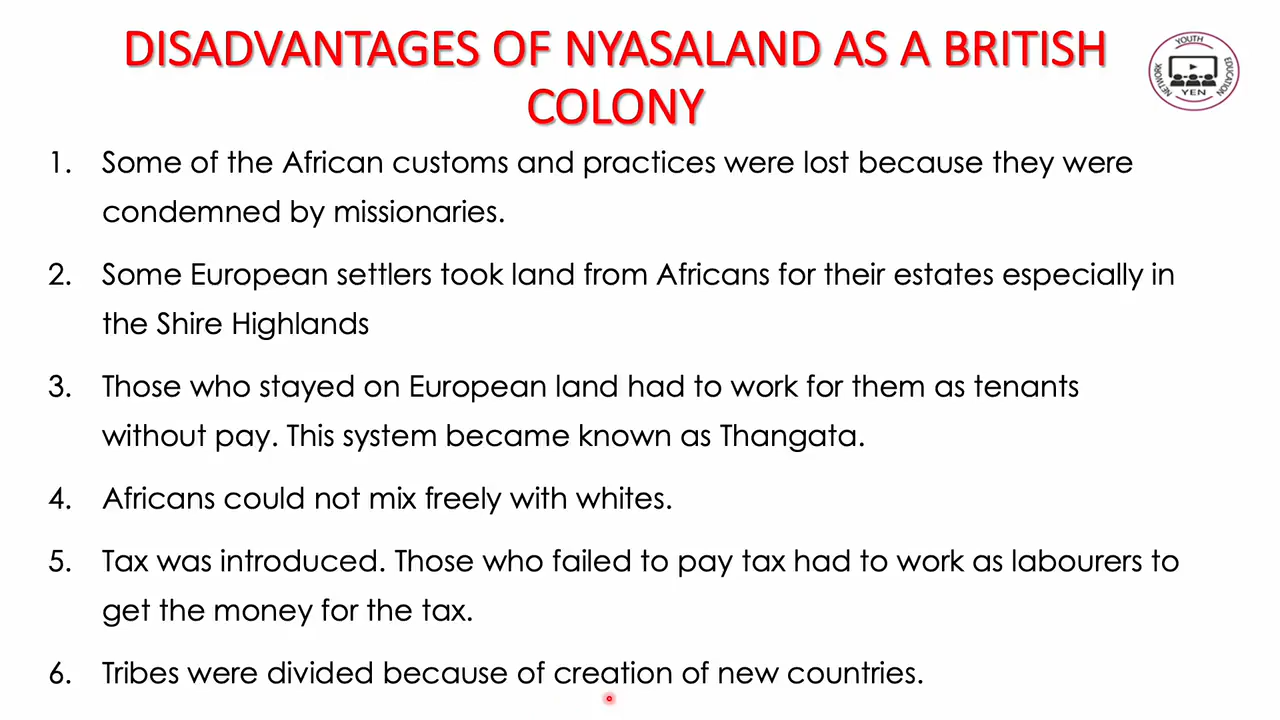 DISADVANTAGES OF NYASALAND AS A BRITISH
COLONY
YOUTH
EDUCATION
NETWORK
YEN
1. Some of the African customs and practices were lost because they were
condemned by missionaries.
2. Some European settlers took land from Africans for their estates especially in
the Shire Highlands
3. Those who stayed on European land had to work for them as tenants
without pay. This system became known as Thangata.
4. Africans could not mix freely with whites.
5. Tax was introduced. Those who failed to pay tax had to work as labourers to
get the money for the tax.
6. Tribes were divided because of creation of new countries.